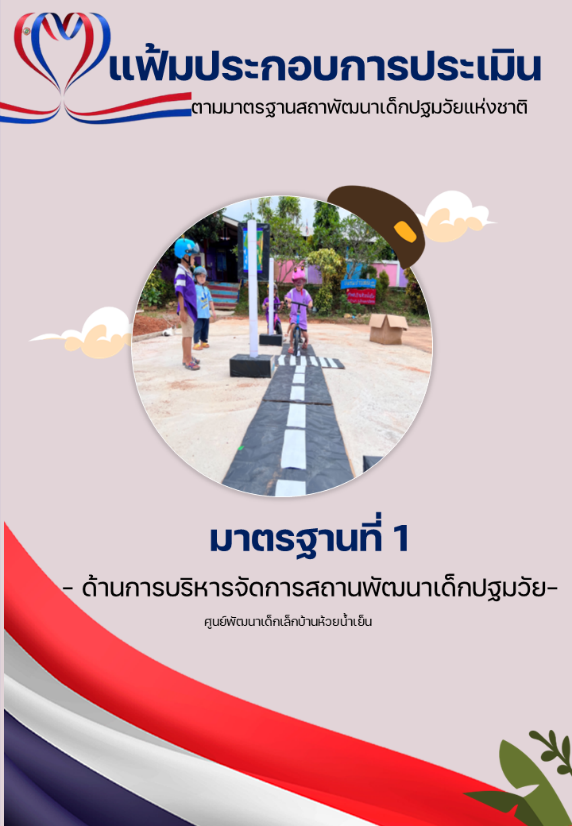 แฟ้มประกอบการประเมิน
ตามมาตรฐานสถาพัฒนาเด็กปฐมวัยแห่งชาติ
มาตรฐานที่ 1
- ด้านการบริหารจัดการสถานพัฒนาเด็กปฐมวัย-
ศูนย์พัฒนาเด็กเล็กบ้านห้วยน้ำเย็น